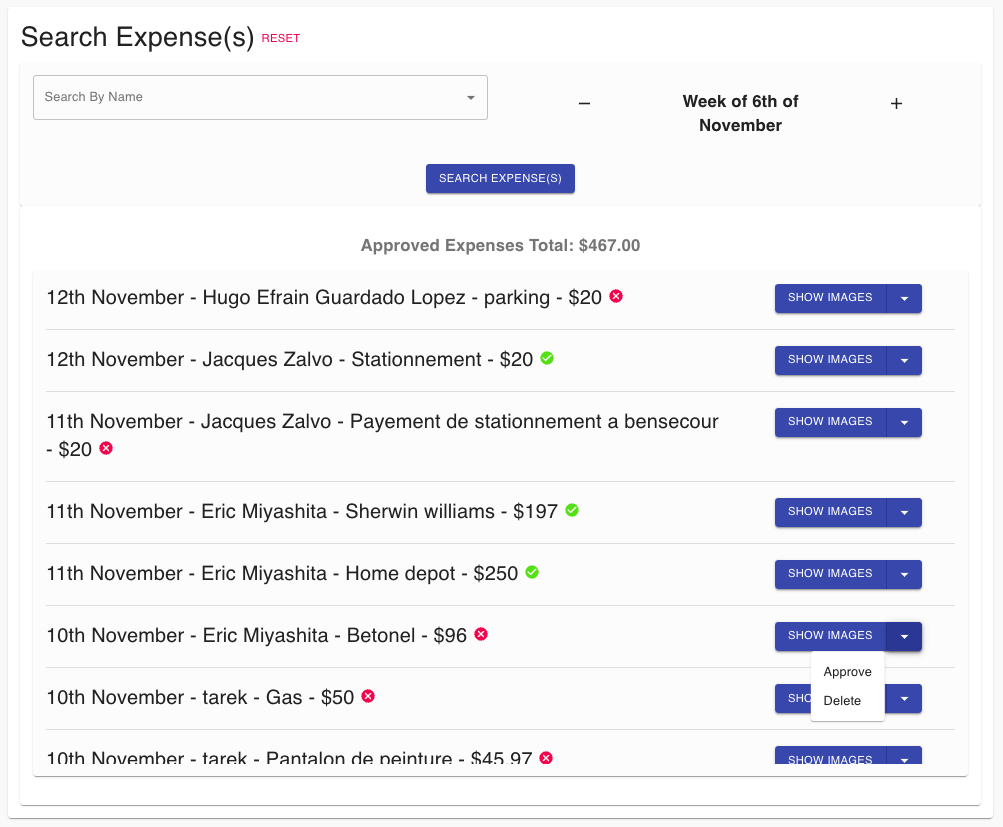 Search Expense(s) RESET
Search By Name
− Week of 6th of +
November
SEARCH EXPENSE(S)
Approved Expenses Total: $467.00
12th November - Hugo Efrain Guardado Lopez - parking - $20 SHOW IMAGES
12th November - Jacques Zalvo - Stationnement - $20 SHOW IMAGES
11th November - Jacques Zalvo - Payement de stationnement a bensecour SHOW IMAGES
- $20
11th November - Eric Miyashita - Sherwin williams - $197 SHOW IMAGES
11th November - Eric Miyashita - Home depot - $250 SHOW IMAGES
10th November - Eric Miyashita - Betonel - $96 SHOW IMAGES
Approve
10th November - tarek - Gas - $50 SHO
Delete
10th November - tarek - Pantalon de peinture - $45.97 SHOW IMAGES